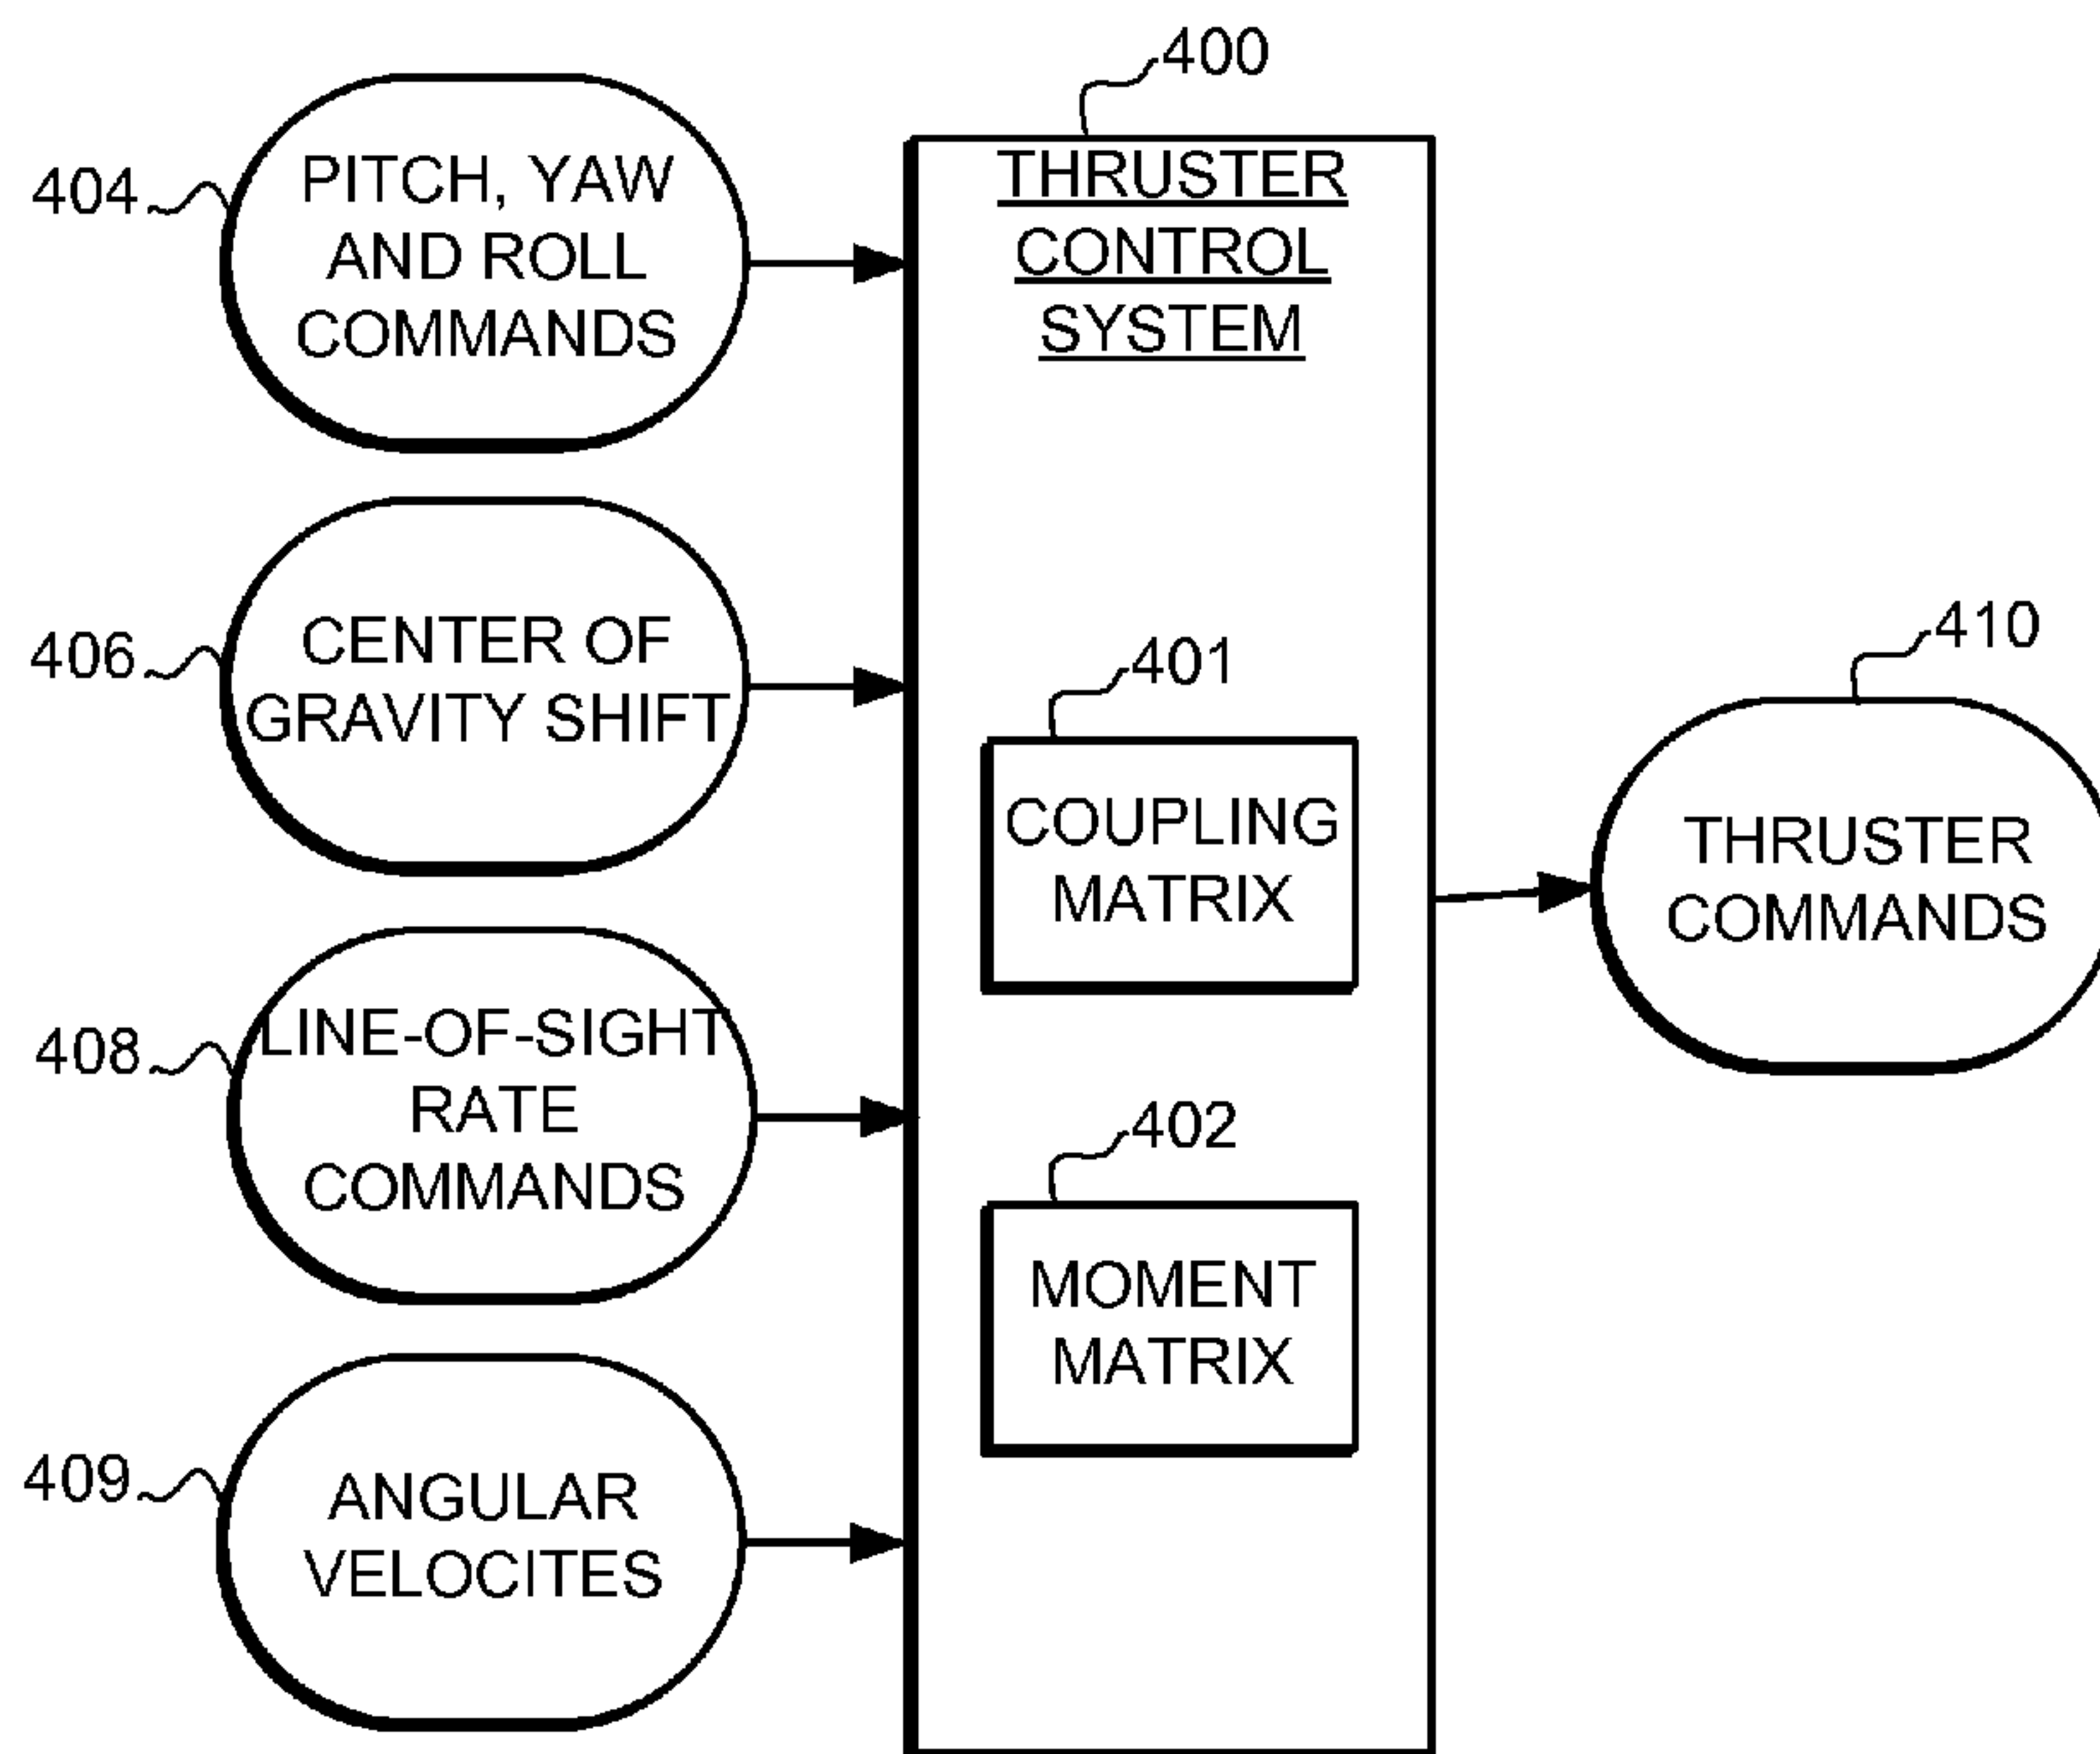 400
404
PITCH, YAW
AND ROLL
COMMANDS
THRUSTER
CONTROL
SYSTEM
406
CENTER OF
GRAVITY SHIFT
401
COUPLING
MATRIX
410
THRUSTER
COMMANDS
408
LINE-OF-SIGHT
RATE
COMMANDS
402
MOMENT
MATRIX
409
ANGULAR
VELOCITES